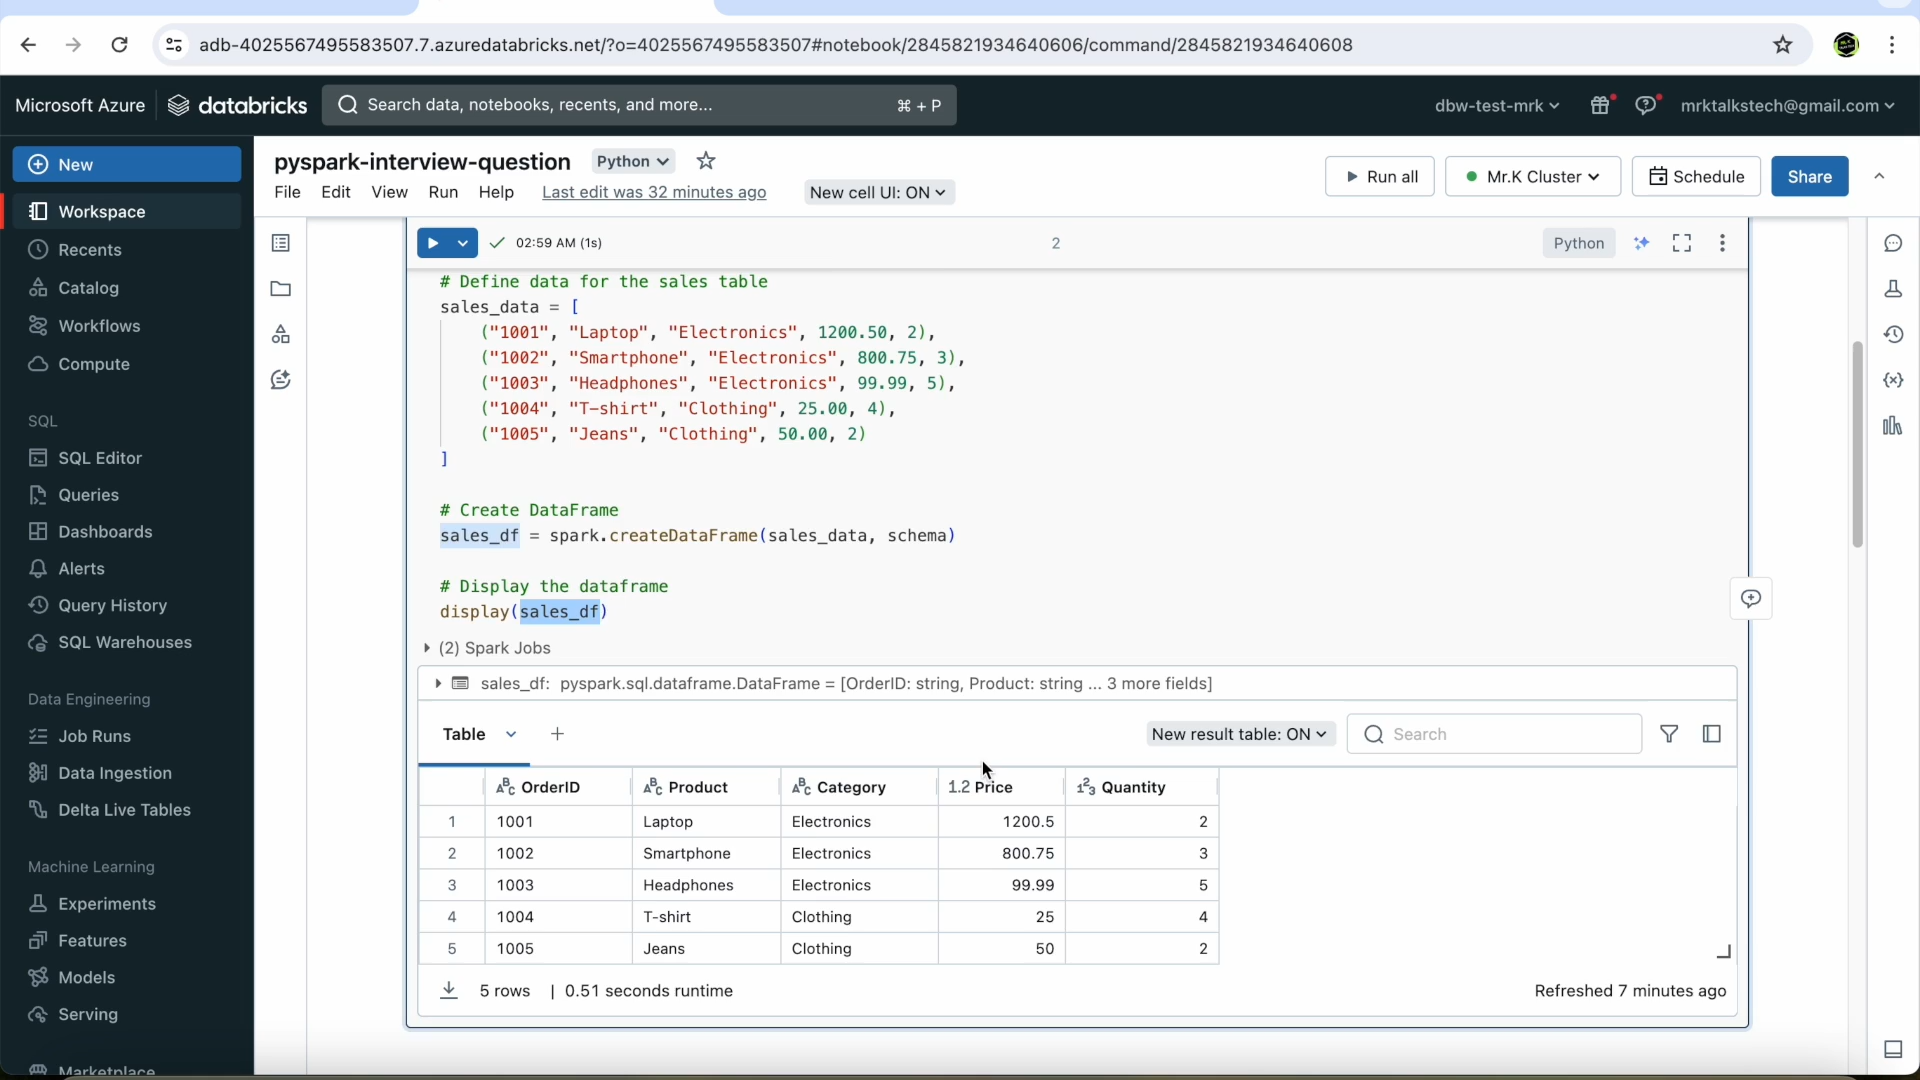 adb-4025567495583507.7.azuredatabricks.net/?o=4025567495583507#notebook/2845821934640606/command/2845821934640608
Microsoft Azure databricks Search data, notebooks, recents, and more... ⌘ + P dbw-test-mrk mrktalkstech@gmail.com
New
Workspace
Recents
Catalog
Workflows
Compute
SQL
SQL Editor
Queries
Dashboards
Alerts
Query History
SQL Warehouses
Data Engineering
Job Runs
Data Ingestion
Delta Live Tables
Machine Learning
Experiments
Features
Models
Serving
Marketplace
pyspark-interview-question Python
File Edit View Run Help Last edit was 32 minutes ago New cell UI: ON
Run all Mr.K Cluster Schedule Share
02:59 AM (1s) 2 Python
# Define data for the sales table
sales_data = [
("1001", "Laptop", "Electronics", 1200.50, 2),
("1002", "Smartphone", "Electronics", 800.75, 3),
("1003", "Headphones", "Electronics", 99.99, 5),
("1004", "T-shirt", "Clothing", 25.00, 4),
("1005", "Jeans", "Clothing", 50.00, 2)
]
# Create DataFrame
sales_df = spark.createDataFrame(sales_data, schema)
# Display the dataframe
display(sales_df)
(2) Spark Jobs
sales_df: pyspark.sql.dataframe.DataFrame = [OrderID: string, Product: string ... 3 more fields]
Table + New result table: ON Search
ABC OrderID ABC Product ABC Category 1.2 Price 123 Quantity
1 1001 Laptop Electronics 1200.5 2
2 1002 Smartphone Electronics 800.75 3
3 1003 Headphones Electronics 99.99 5
4 1004 T-shirt Clothing 25 4
5 1005 Jeans Clothing 50 2
5 rows | 0.51 seconds runtime Refreshed 7 minutes ago